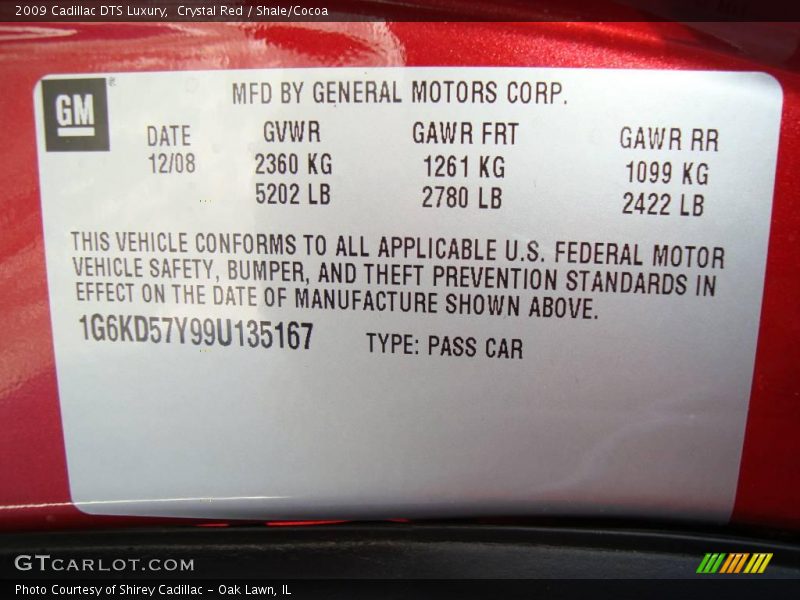 2009 Cadillac DTS Luxury, Crystal Red / Shale/Cocoa
GM
MFD BY GENERAL MOTORS CORP.
DATE GVWR GAWR FRT GAWR RR
12/08 2360 KG 1261 KG 1099 KG
5202 LB 2780 LB 2422 LB
THIS VEHICLE CONFORMS TO ALL APPLICABLE U.S. FEDERAL MOTOR
VEHICLE SAFETY, BUMPER, AND THEFT PREVENTION STANDARDS IN
EFFECT ON THE DATE OF MANUFACTURE SHOWN ABOVE.
1G6KD57Y99U135167 TYPE: PASS CAR
GTCARLOT.COM
Photo Courtesy of Shirey Cadillac - Oak Lawn, IL